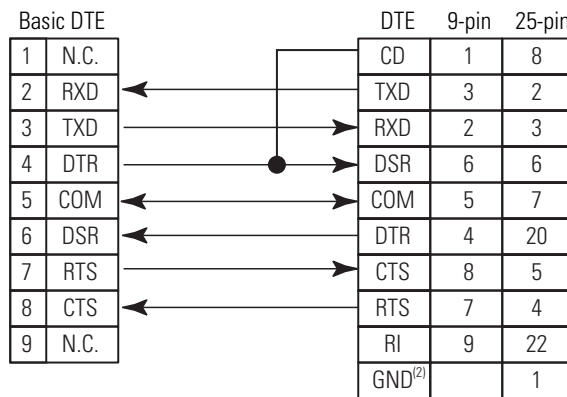 Basic DTE DTE 9-pin 25-pin
1 N.C. CD 1 8
2 RXD TXD 3 2
3 TXD RXD 2 3
4 DTR DSR 6 6
5 COM COM 5 7
6 DSR DTR 4 20
7 RTS CTS 8 5
8 CTS RTS 7 4
9 N.C. RI 9 22
GND(2) 1